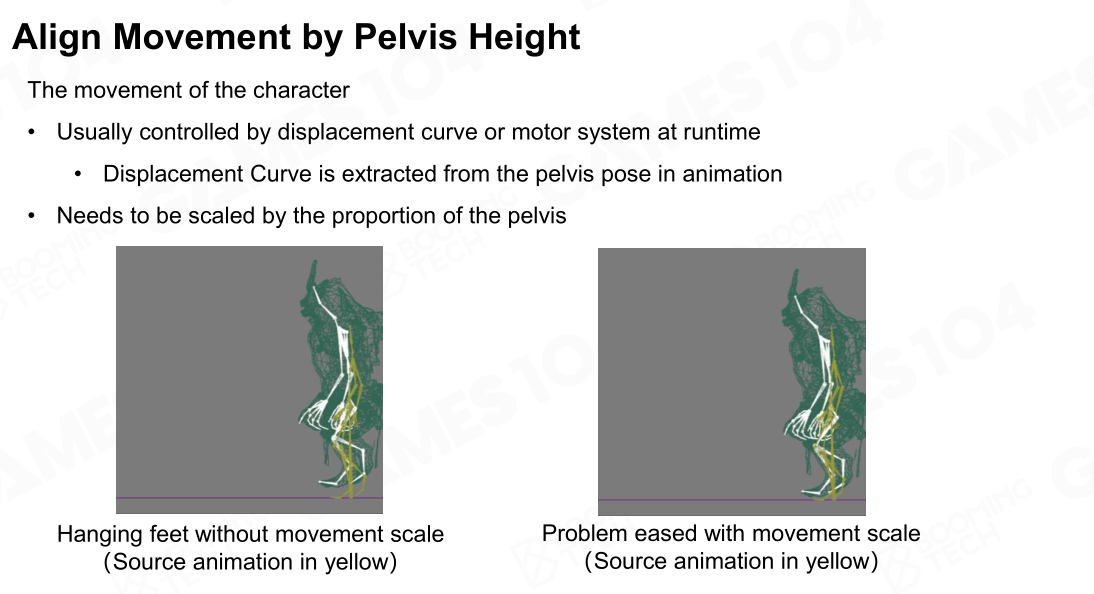 Align Movement by Pelvis Height
The movement of the character
• Usually controlled by displacement curve or motor system at runtime
• Displacement Curve is extracted from the pelvis pose in animation
• Needs to be scaled by the proportion of the pelvis
Hanging feet without movement scale
(Source animation in yellow)
Problem eased with movement scale
(Source animation in yellow)
GAMES104
BOOMING
TECH